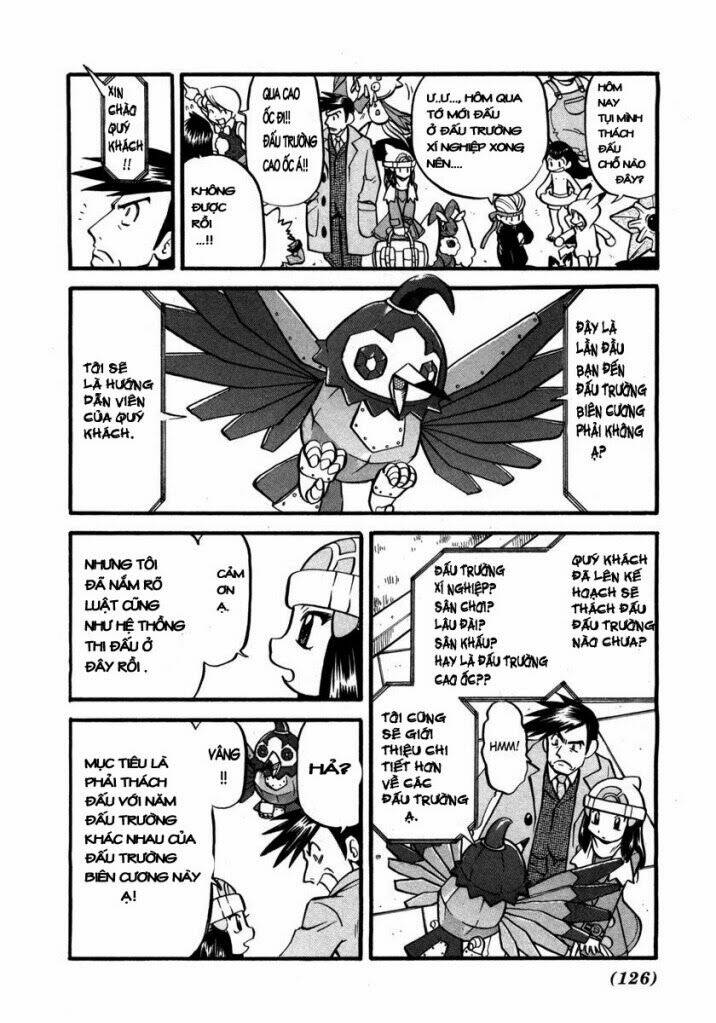 HÔM
NAY
TỤI MÌNH
THÁCH
ĐẤU
CHỖ NÀO
ĐÂY?
Ư..Ư..., HÔM QUA
TỚ MỚI ĐẤU
Ở ĐẤU TRƯỜNG
XÍ NGHIỆP XONG
NÊN....
QUA CAO
ỐC ĐI!!
ĐẤU TRƯỜNG
CAO ỐC Á!!
KHÔNG
ĐƯỢC
RỒI
...!!
XIN
CHÀO
QUÝ
KHÁCH
!!
ĐÂY LÀ
LẦN ĐẦU
BẠN ĐẾN
ĐẤU TRƯỜNG
BIÊN CƯƠNG
PHẢI KHÔNG
Ạ?
TÔI SẼ
LÀ HƯỚNG
DẪN VIÊN
CỦA QUÝ
KHÁCH.
QUÝ KHÁCH
ĐÃ LÊN KẾ
HOẠCH SẼ
THÁCH ĐẤU
ĐẤU TRƯỜNG
NÀO CHƯA?
ĐẤU TRƯỜNG
XÍ NGHIỆP?
SÂN CHƠI?
LÂU ĐÀI?
SÂN KHẤU?
HAY LÀ ĐẤU TRƯỜNG
CAO ỐC??
TÔI CŨNG
SẼ GIỚI
THIỆU CHI
TIẾT HƠN
VỀ CÁC
ĐẤU TRƯỜNG
Ạ.
HMM!
CẢM
ƠN
Ạ.
NHƯNG TÔI
ĐÃ NẮM RÕ
LUẬT CŨNG
NHƯ HỆ THỐNG
THI ĐẤU Ở
ĐÂY RỒI .
HẢ?
VÂNG
!!
MỤC TIÊU LÀ
PHẢI THÁCH
ĐẤU VỚI NĂM
ĐẤU TRƯỜNG
KHÁC NHAU CỦA
ĐẤU TRƯỜNG
BIÊN CƯƠNG NÀY
Ạ!
(126)